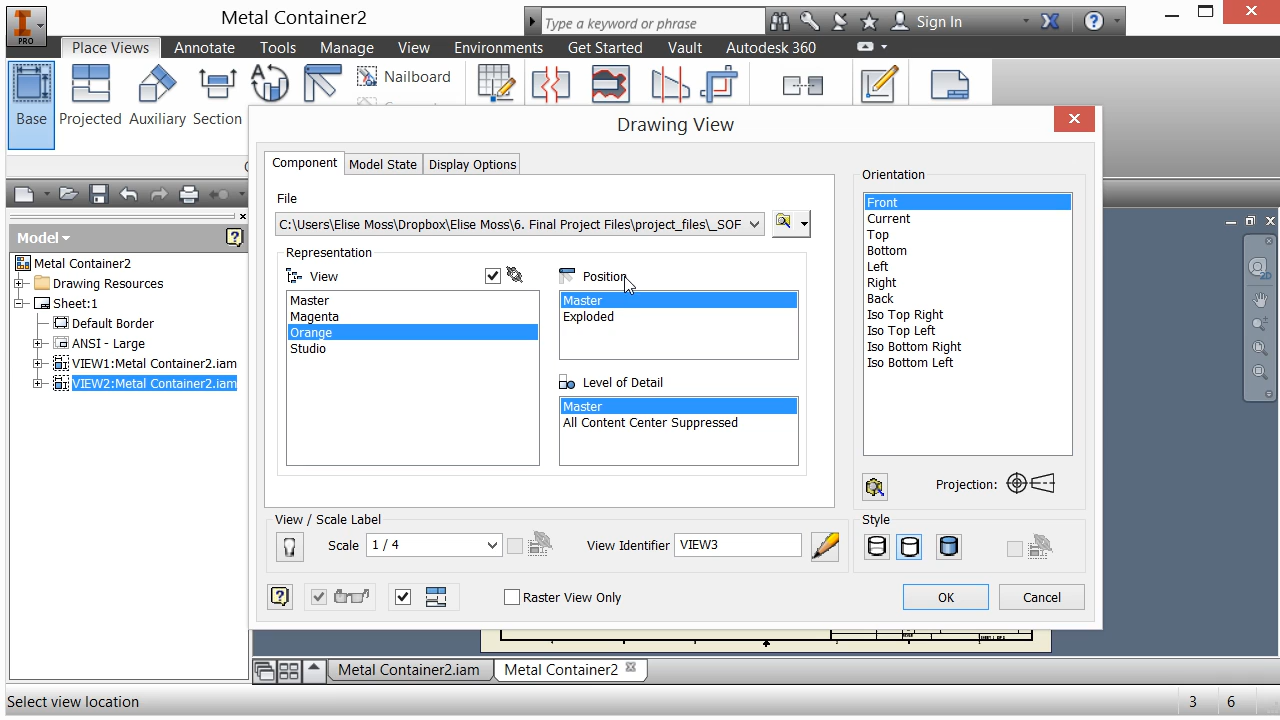 Metal Container2
Type a keyword or phrase
Sign In
PRO
Place Views
Annotate
Tools
Manage
View
Environments
Get Started
Vault
Autodesk 360
Base
Projected
Auxiliary
Section
Nailboard
Drawing View
Component
Model State
Display Options
File
C:\Users\Elise Moss\Dropbox\Elise Moss\6. Final Project Files\project_files\_SOF
Representation
View
Master
Magenta
Orange
Studio
Position
Master
Exploded
Level of Detail
Master
All Content Center Suppressed
Orientation
Front
Current
Top
Bottom
Left
Right
Back
Iso Top Right
Iso Top Left
Iso Bottom Right
Iso Bottom Left
Projection:
View / Scale Label
Scale
1 / 4
View Identifier
VIEW3
Style
Raster View Only
OK
Cancel
Model
Metal Container2
Drawing Resources
Sheet:1
Default Border
ANSI - Large
VIEW1:Metal Container2.iam
VIEW2:Metal Container2.iam
Metal Container2.iam
Metal Container2
Select view location
3
6